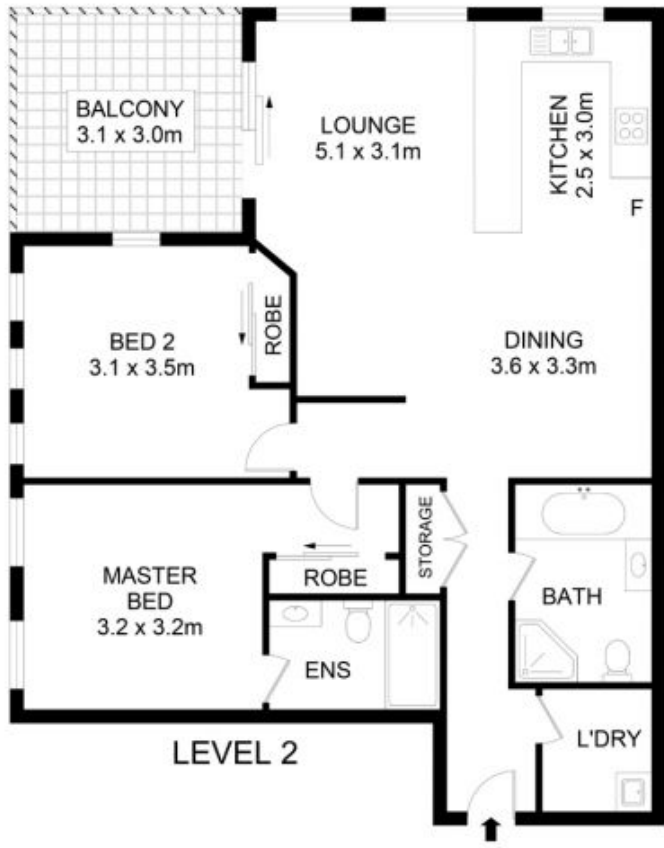 BALCONY
3.1 x 3.0m
LOUNGE
5.1 x 3.1m
KITCHEN
2.5 x 3.0m
F
BED 2
3.1 x 3.5m
ROBE
DINING
3.6 x 3.3m
MASTER
BED
3.2 x 3.2m
ROBE
STORAGE
BATH
ENS
L'DRY
LEVEL 2